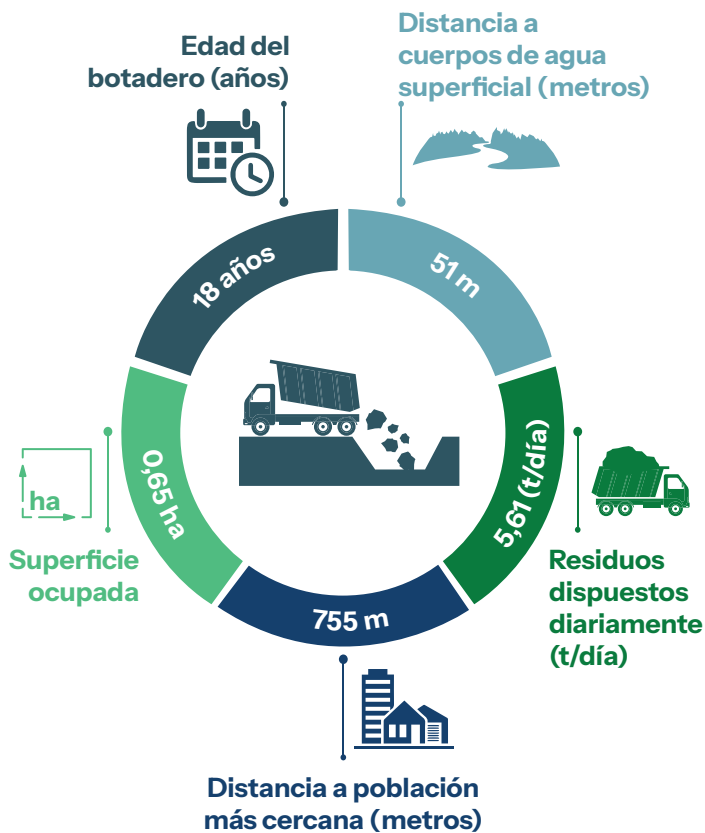 Edad del
botadero (años)
Distancia a
cuerpos de agua
superficial (metros)
18 años
51 m
0,65 ha
5,61 (t/día)
755 m
ha
Superficie
ocupada
Residuos
dispuestos
diariamente
(t/día)
Distancia a población
más cercana (metros)